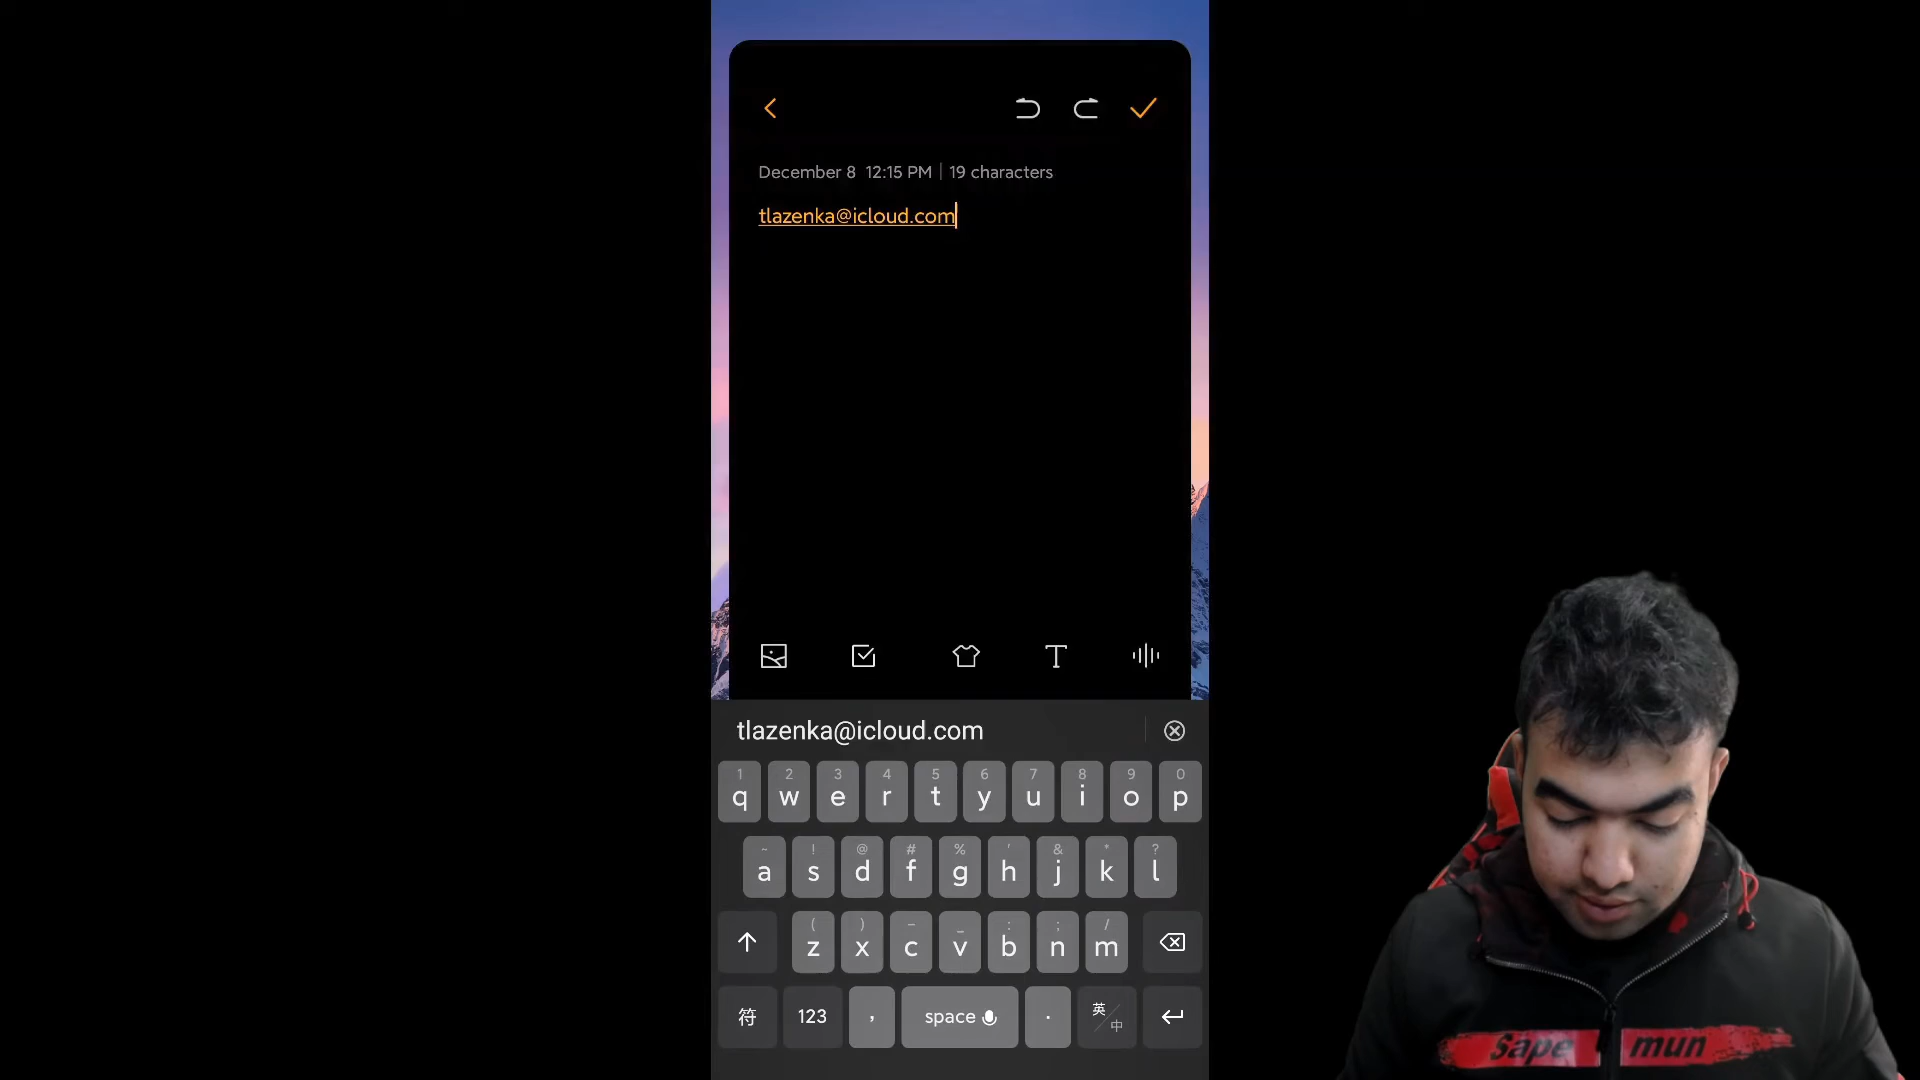 December 8 12:15 PM | 19 characters
tlazenka@icloud.com
tlazenka@icloud.com
1 2 3 4 5 6 7 8 9 0
q w e r t y u i o p
~ ! @ # % ' & * ?
a s d f g h j k l
( ) - _ : ; /
z x c v b n m
符 123 , space . 英/中
Sape mun